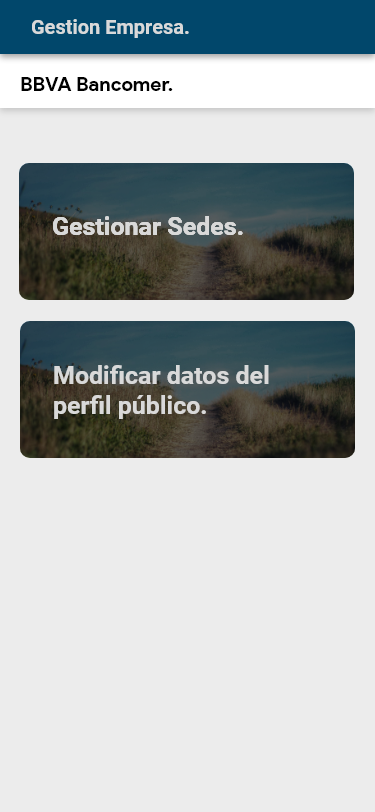 Gestion Empresa.
BBVA Bancomer.
Gestionar Sedes.
Modificar datos del
perfil público.